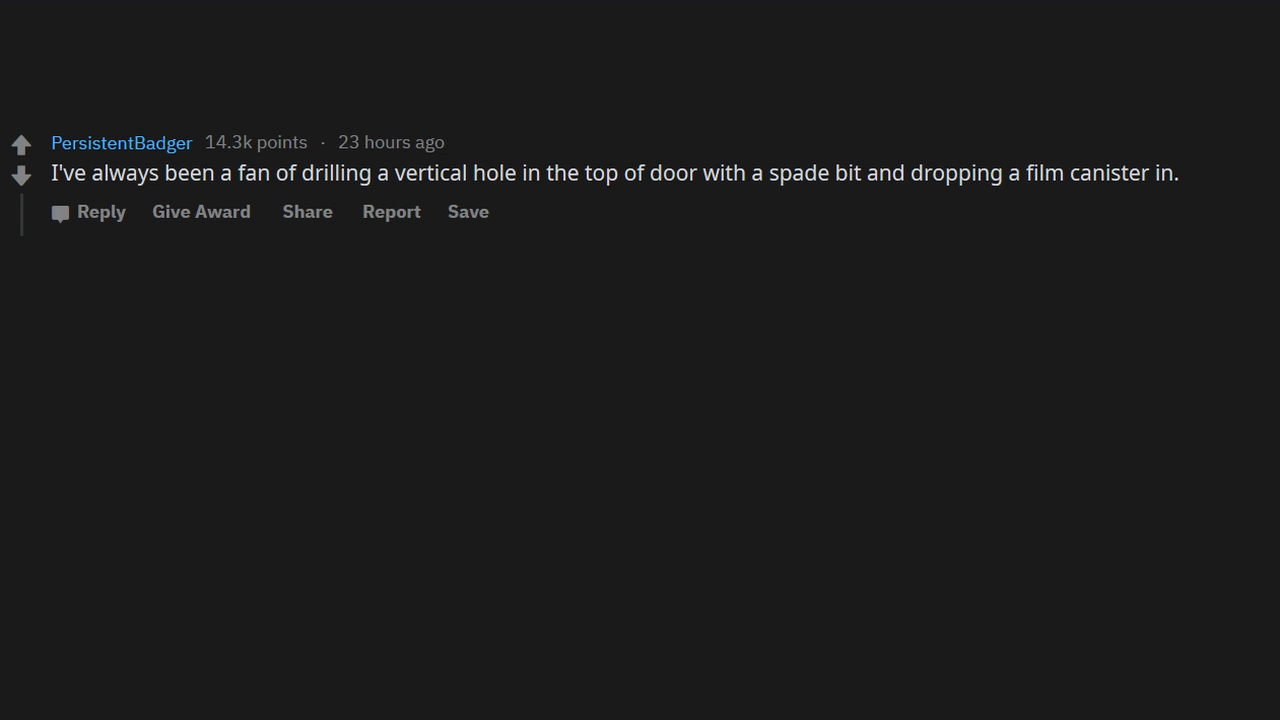 PersistentBadger 14.3k points · 23 hours ago
I've always been a fan of drilling a vertical hole in the top of door with a spade bit and dropping a film canister in.
Reply Give Award Share Report Save